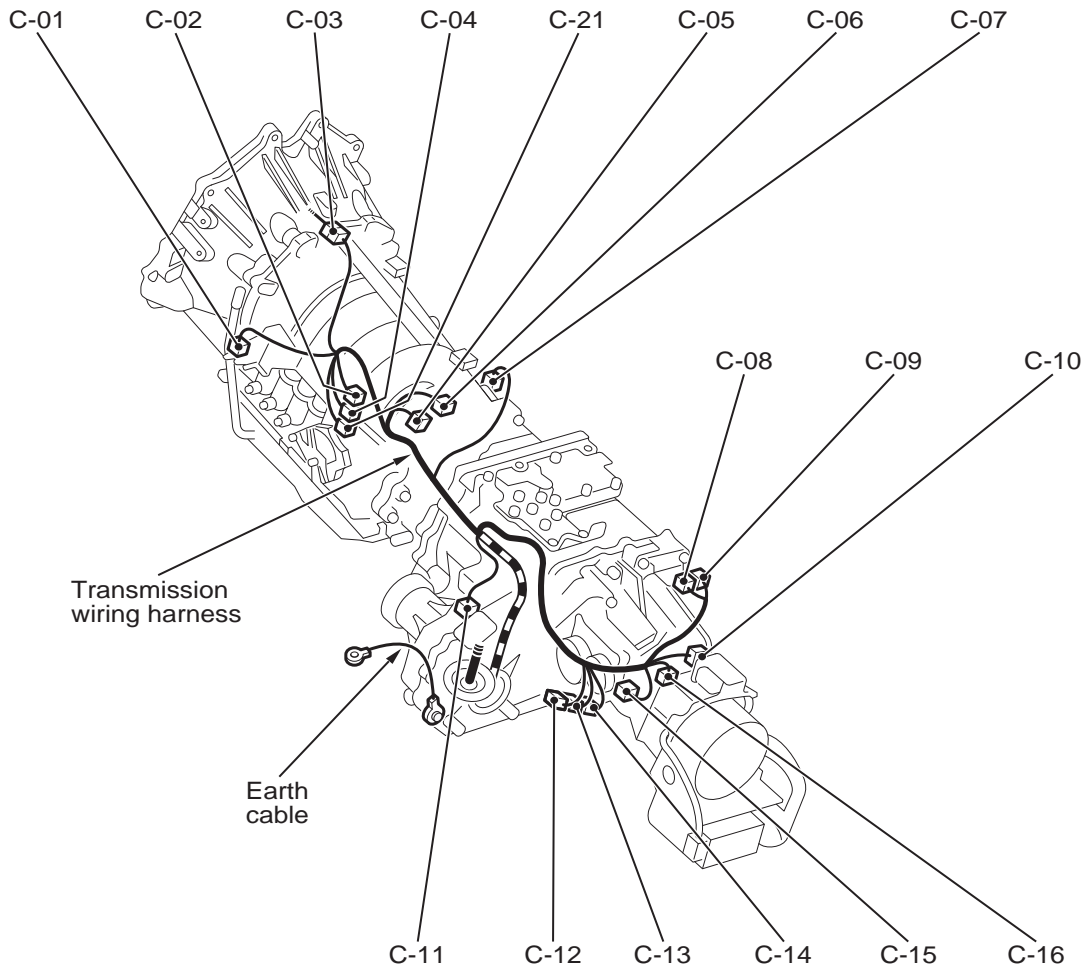 C-01
C-02
C-03
C-04
C-21
C-05
C-06
C-07
C-08
C-09
C-10
Transmission
wiring harness
Earth
cable
C-11
C-12
C-13
C-14
C-15
C-16